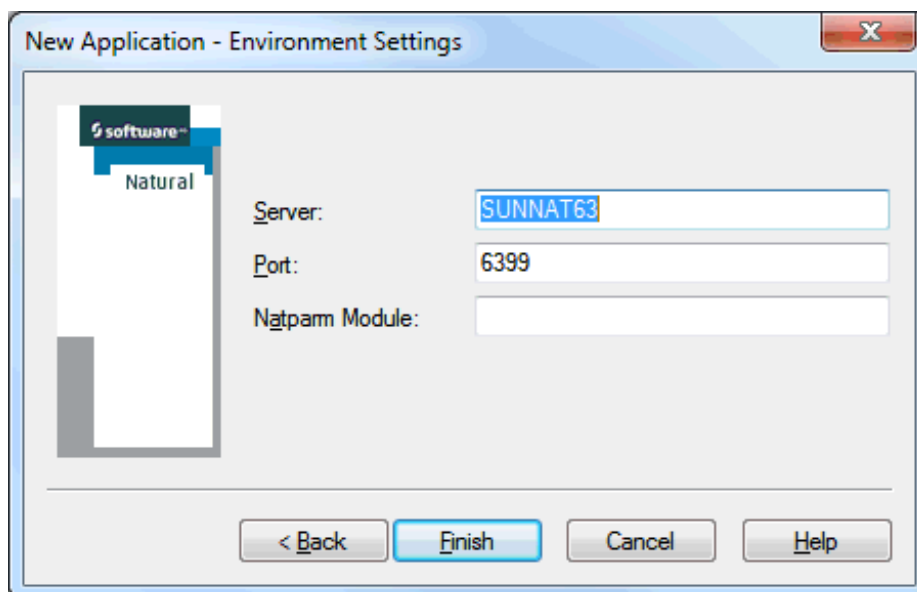 New Application - Environment Settings
software
Natural
Server: SUNNAT63
Port: 6399
Natparm Module:
< Back Finish Cancel Help